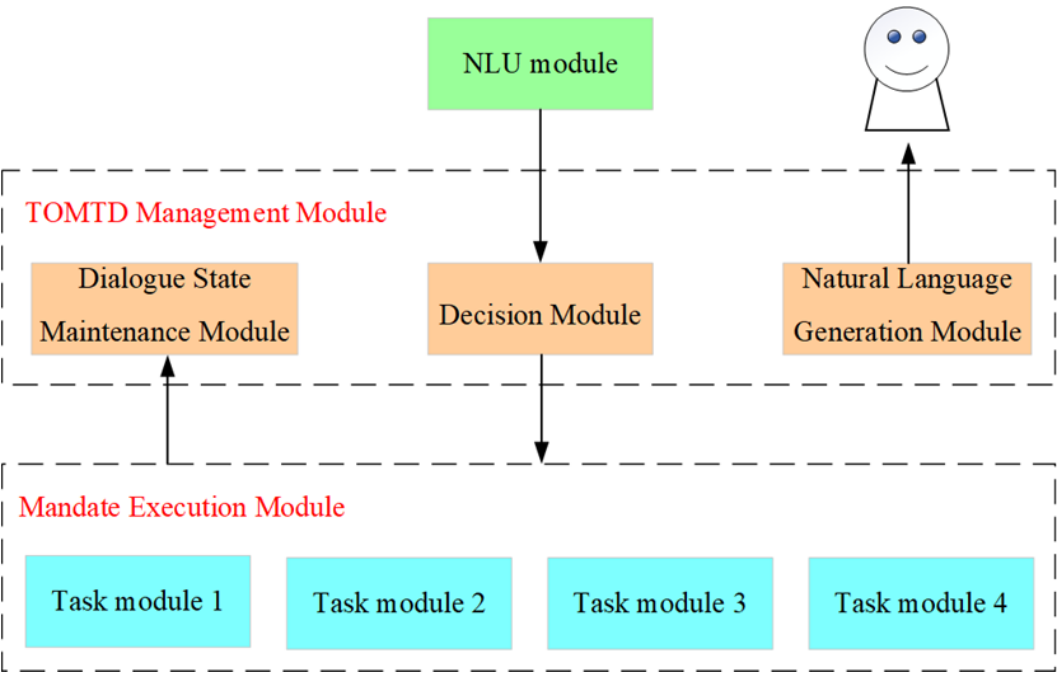 NLU module
TOMTD Management Module
Dialogue State
Maintenance Module
Decision Module
Natural Language
Generation Module
Mandate Execution Module
Task module 1
Task module 2
Task module 3
Task module 4